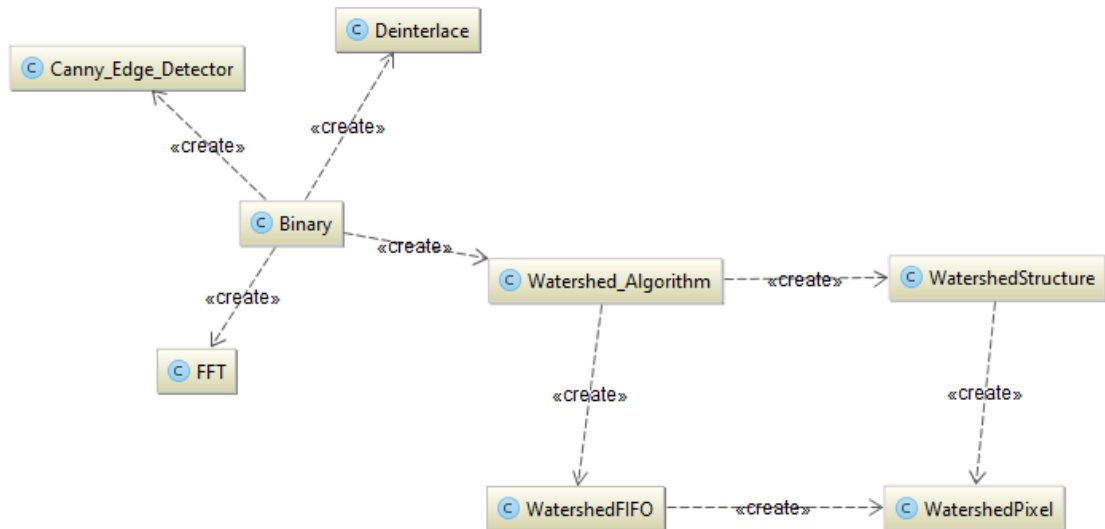 C Deinterlace
C Canny_Edge_Detector
«create»
«create»
C Binary
«create»
C Watershed_Algorithm
«create»
C WatershedStructure
«create»
C FFT
«create»
«create»
C WatershedFIFO
«create»
C WatershedPixel